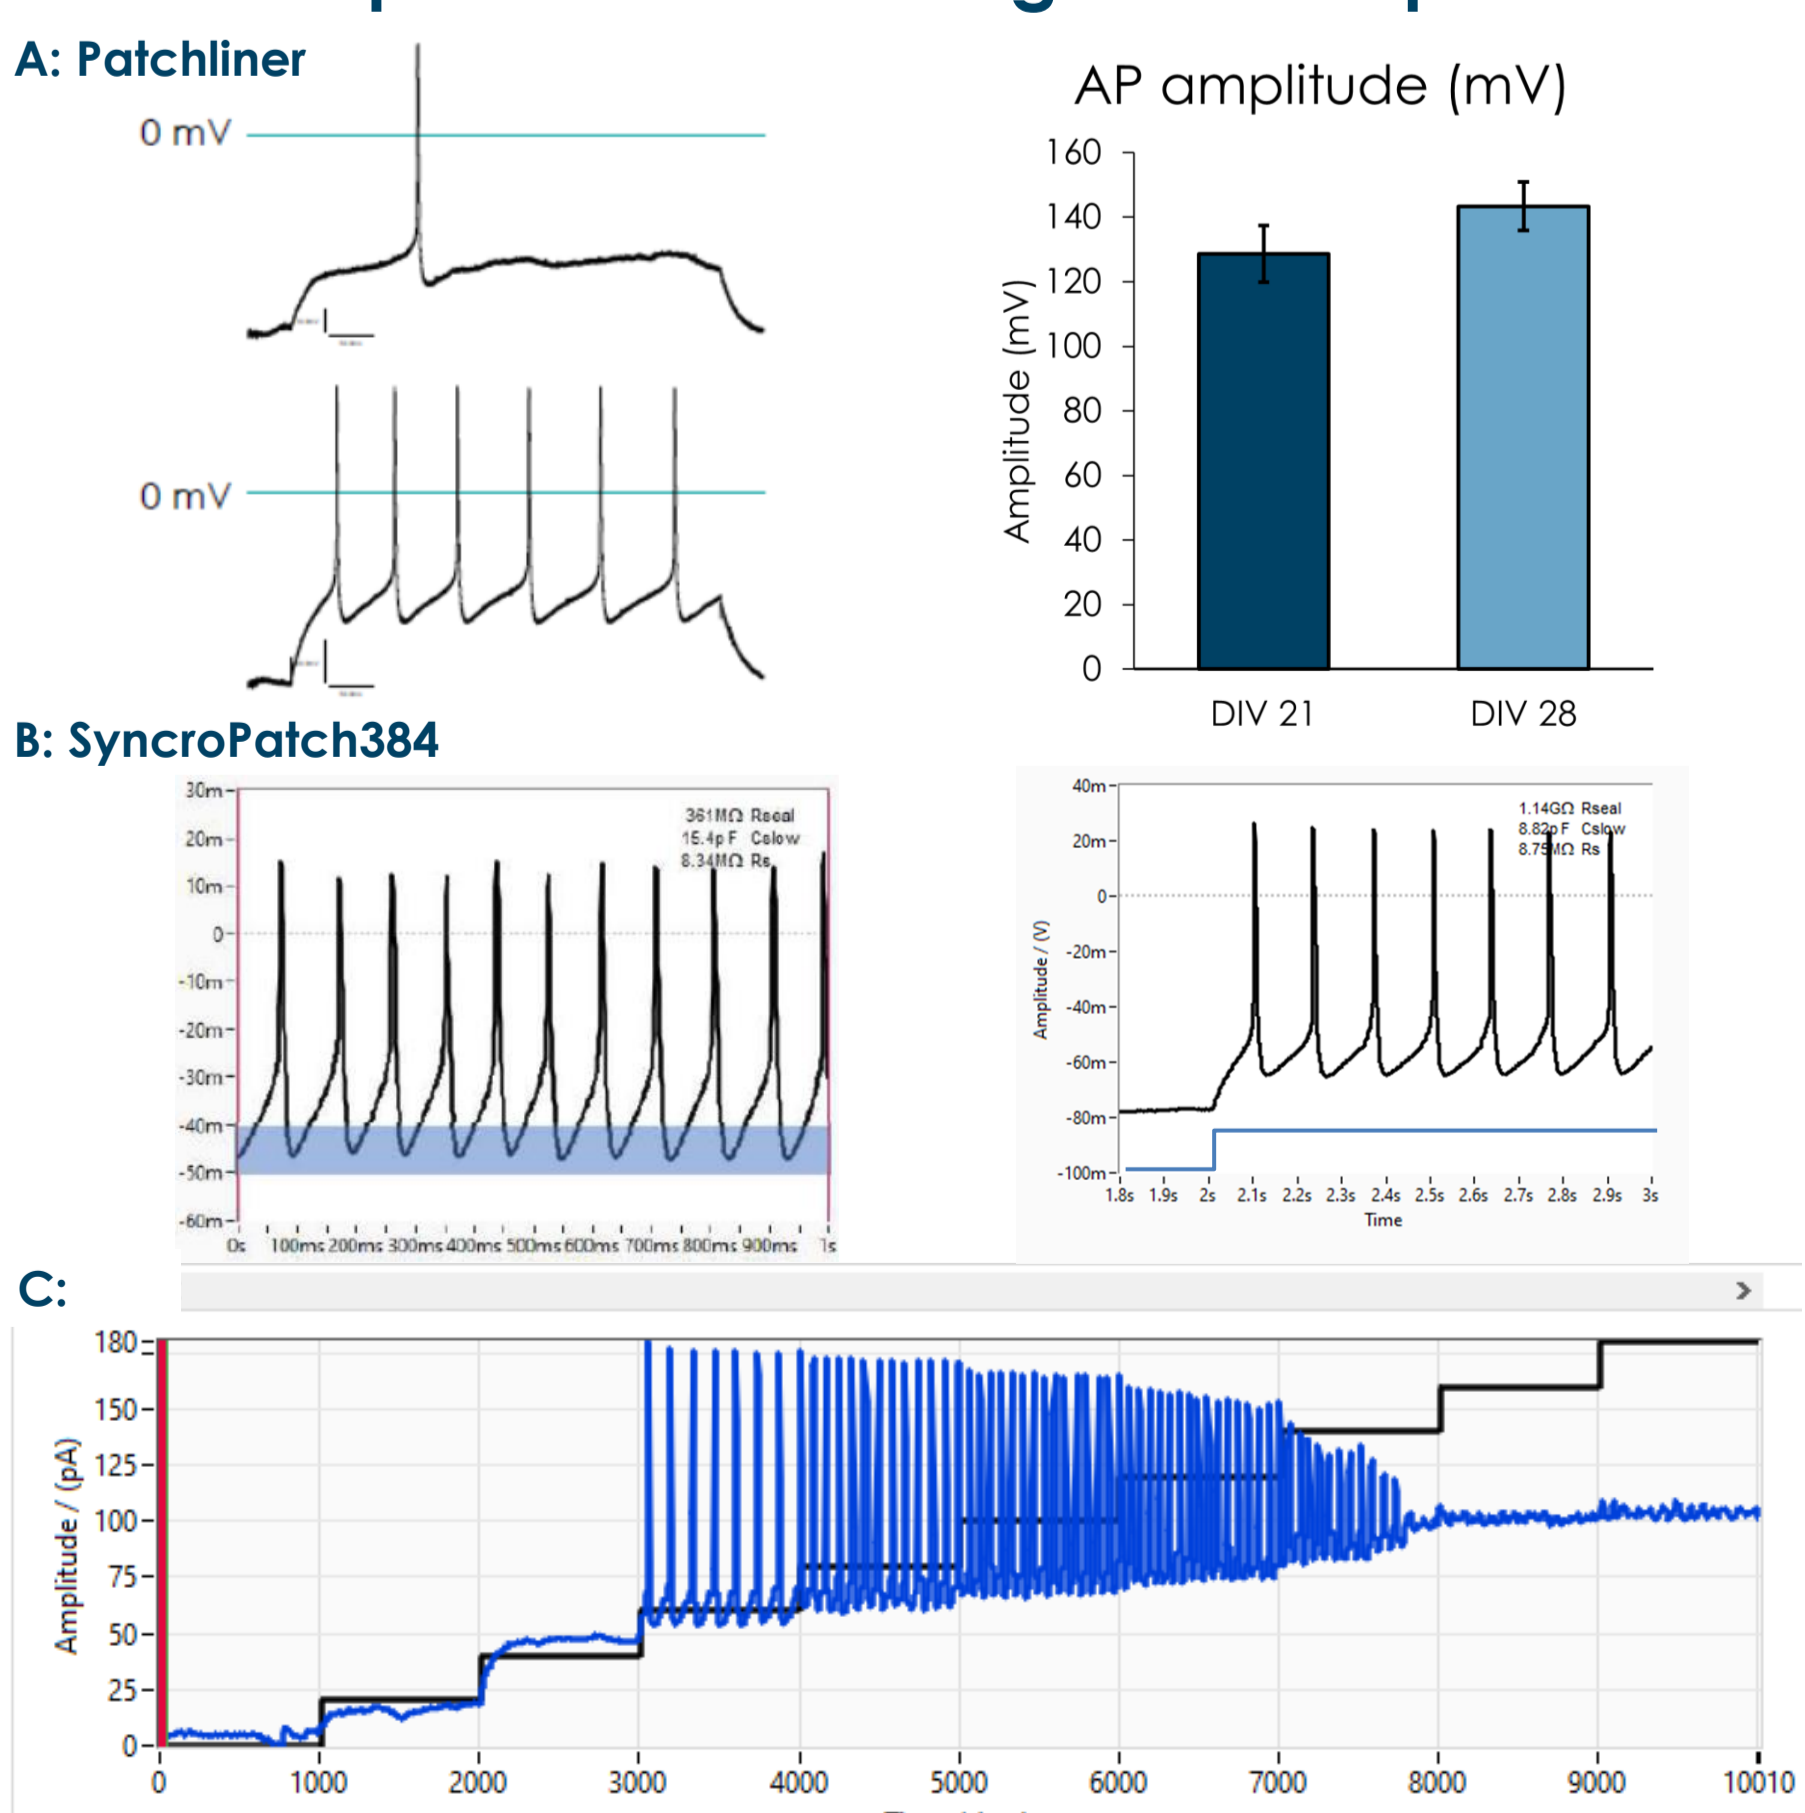 A: Patchliner
0 mV
0 mV
AP amplitude (mV)
Amplitude (mV)
160
140
120
100
80
60
40
20
0
DIV 21
DIV 28
B: SyncroPatch384
30m
20m
10m
0
-10m
-20m
-30m
-40m
-50m
-60m
361MΩ Rseal
15.4pF Cslow
8.34MΩ Rs
0s 100ms 200ms 300ms 400ms 500ms 600ms 700ms 800ms 900ms 1s
Amplitude / (V)
40m
20m
0
-20m
-40m
-60m
-80m
-100m
1.14GΩ Rseal
8.82pF Cslow
8.75MΩ Rs
1.8s 1.9s 2s 2.1s 2.2s 2.3s 2.4s 2.5s 2.6s 2.7s 2.8s 2.9s 3s
Time
C:
Amplitude / (pA)
180
150
125
100
75
50
25
0
0 1000 2000 3000 4000 5000 6000 7000 8000 9000 10010